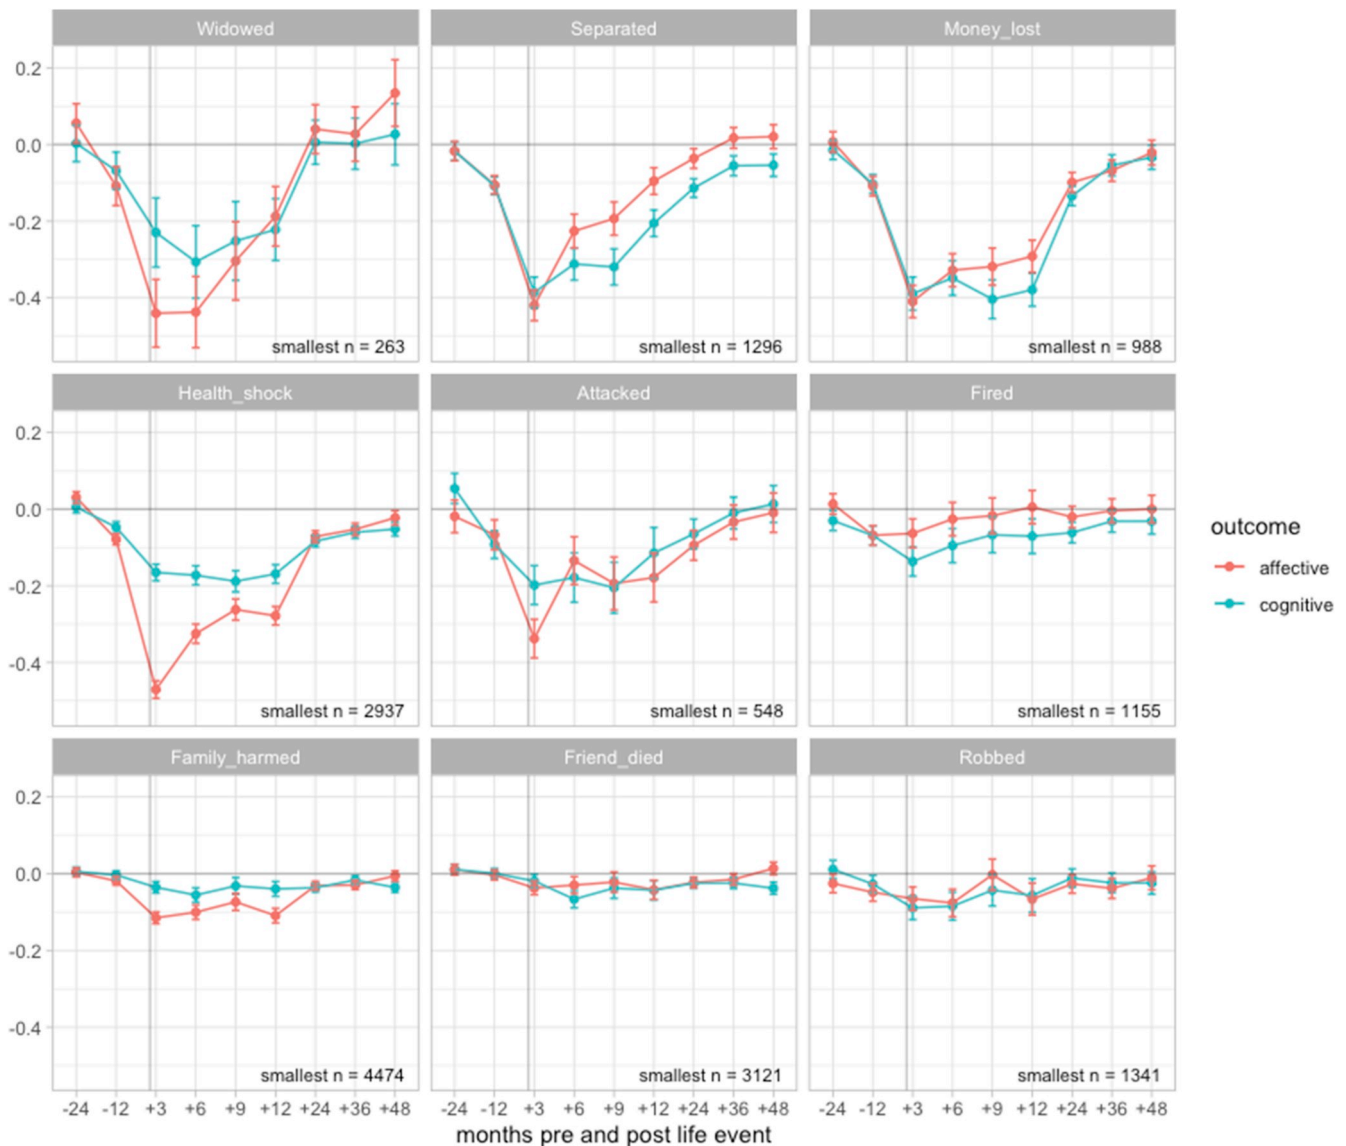 Widowed Separated Money_lost
0.2
0.0
-0.2
-0.4
smallest n = 263 smallest n = 1296 smallest n = 988
Health_shock Attacked Fired
0.2
0.0
-0.2
-0.4
smallest n = 2937 smallest n = 548 smallest n = 1155
outcome
affective
cognitive
Family_harmed Friend_died Robbed
0.2
0.0
-0.2
-0.4
smallest n = 4474 smallest n = 3121 smallest n = 1341
-24 -12 +3 +6 +9 +12 +24 +36 +48 -24 -12 +3 +6 +9 +12 +24 +36 +48 -24 -12 +3 +6 +9 +12 +24 +36 +48
months pre and post life event